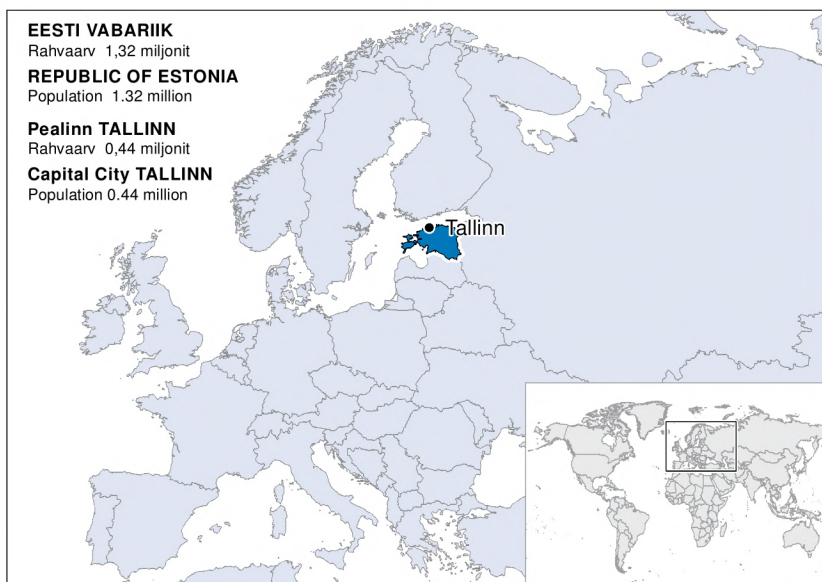 EESTI VABARIIK
Rahvaarv 1,32 miljonit
REPUBLIC OF ESTONIA
Population 1.32 million
Pealinn TALLINN
Rahvaarv 0,44 miljonit
Capital City TALLINN
Population 0.44 million
Tallinn